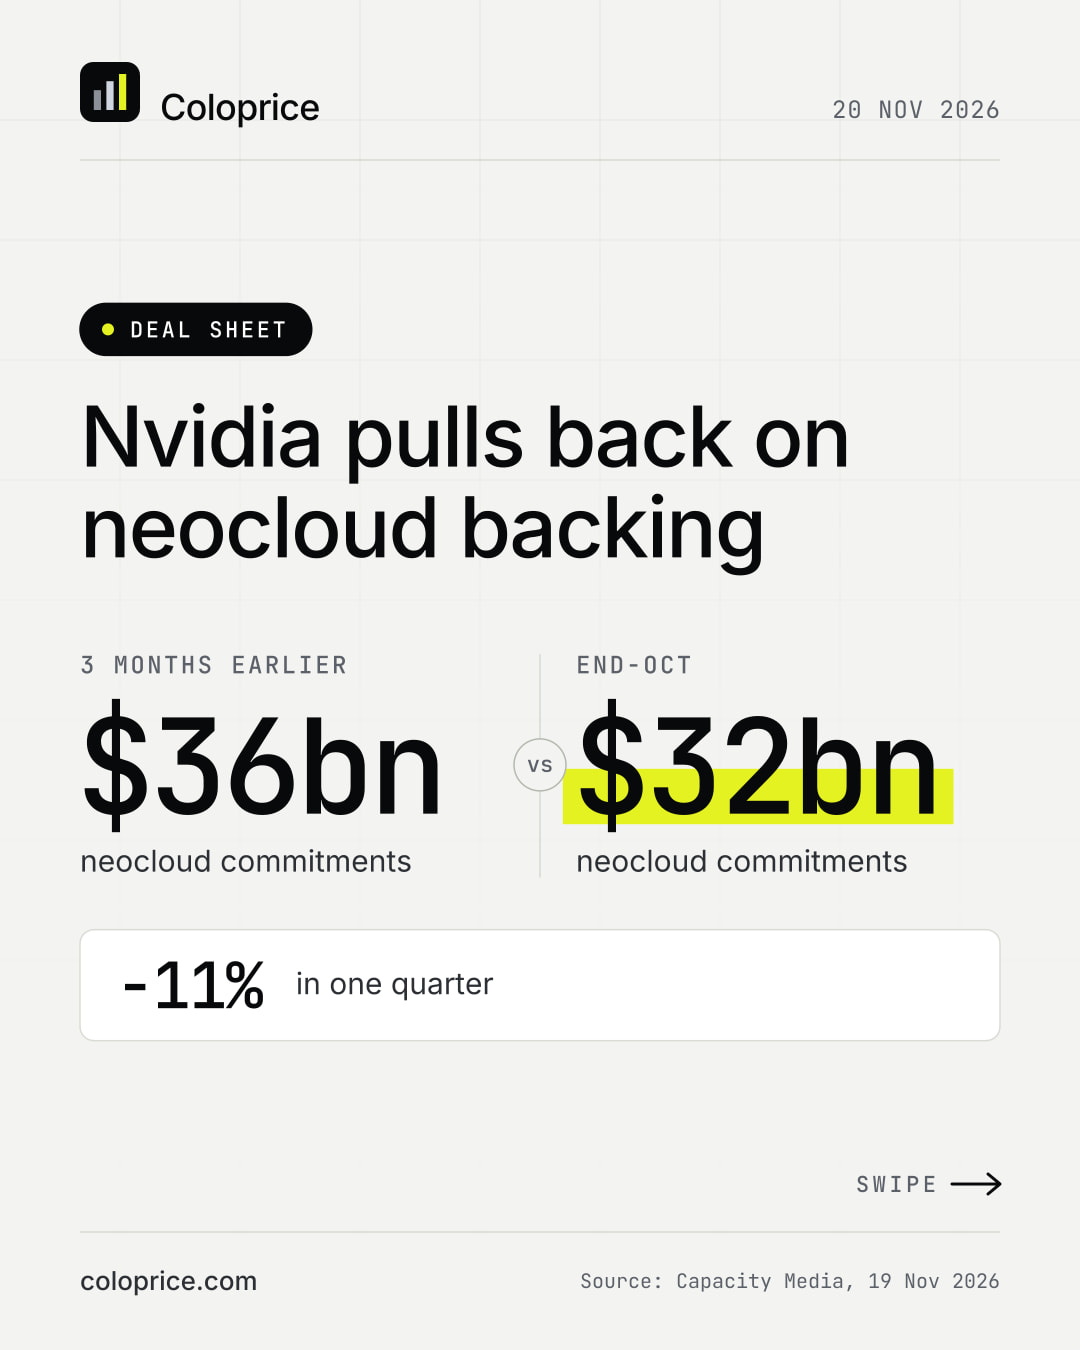 Coloprice
20 NOV 2026
DEAL SHEET
Nvidia pulls back on
neocloud backing
3 MONTHS EARLIER
$36bn
neocloud commitments
vs
END-OCT
$32bn
neocloud commitments
-11% in one quarter
SWIPE
coloprice.com
Source: Capacity Media, 19 Nov 2026